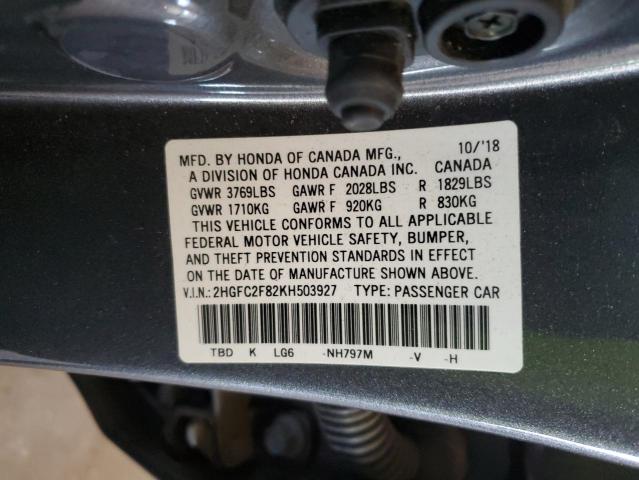 MFD. BY HONDA OF CANADA MFG., 10/'18
A DIVISION OF HONDA CANADA INC. CANADA
GVWR 3769LBS GAWR F 2028LBS R 1829LBS
GVWR 1710KG GAWR F 920KG R 830KG
THIS VEHICLE CONFORMS TO ALL APPLICABLE
FEDERAL MOTOR VEHICLE SAFETY, BUMPER,
AND THEFT PREVENTION STANDARDS IN EFFECT
ON THE DATE OF MANUFACTURE SHOWN ABOVE.
V.I.N.:2HGFC2F82KH503927 TYPE: PASSENGER CAR
TBD K LG6 -NH797M -V -H